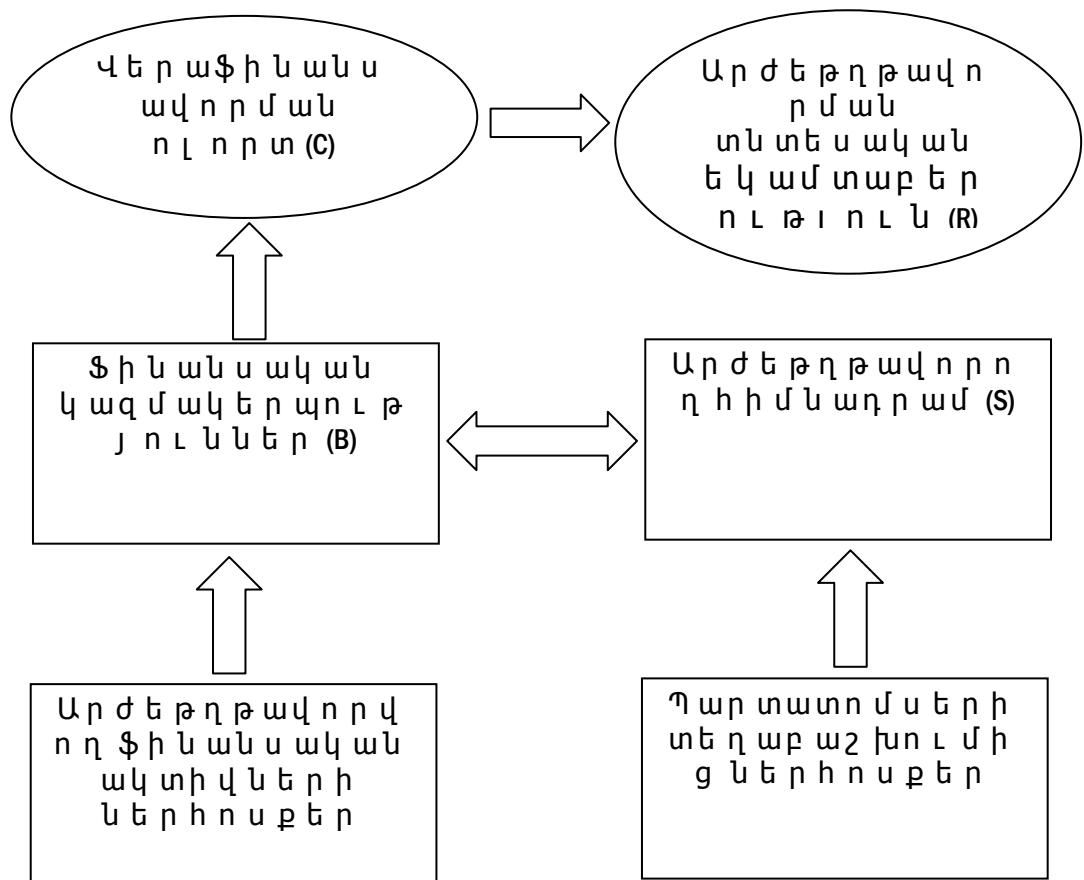 Վերաֆինանս
ավորման
ոլորտ (C)
Արժեթղթավո
րման
տնտեսական
եկամտաբեր
ություն (R)
Ֆինանսական
կազմակերպութ
յուններ (B)
Արժեթղթավորո
ղ հիմնադրամ (S)
Արժեթղթավորվ
ող ֆինանսական
ակտիվների
ներհոսքեր
Պարտատոմսերի
տեղաբաշխումի
ց ներհոսքեր